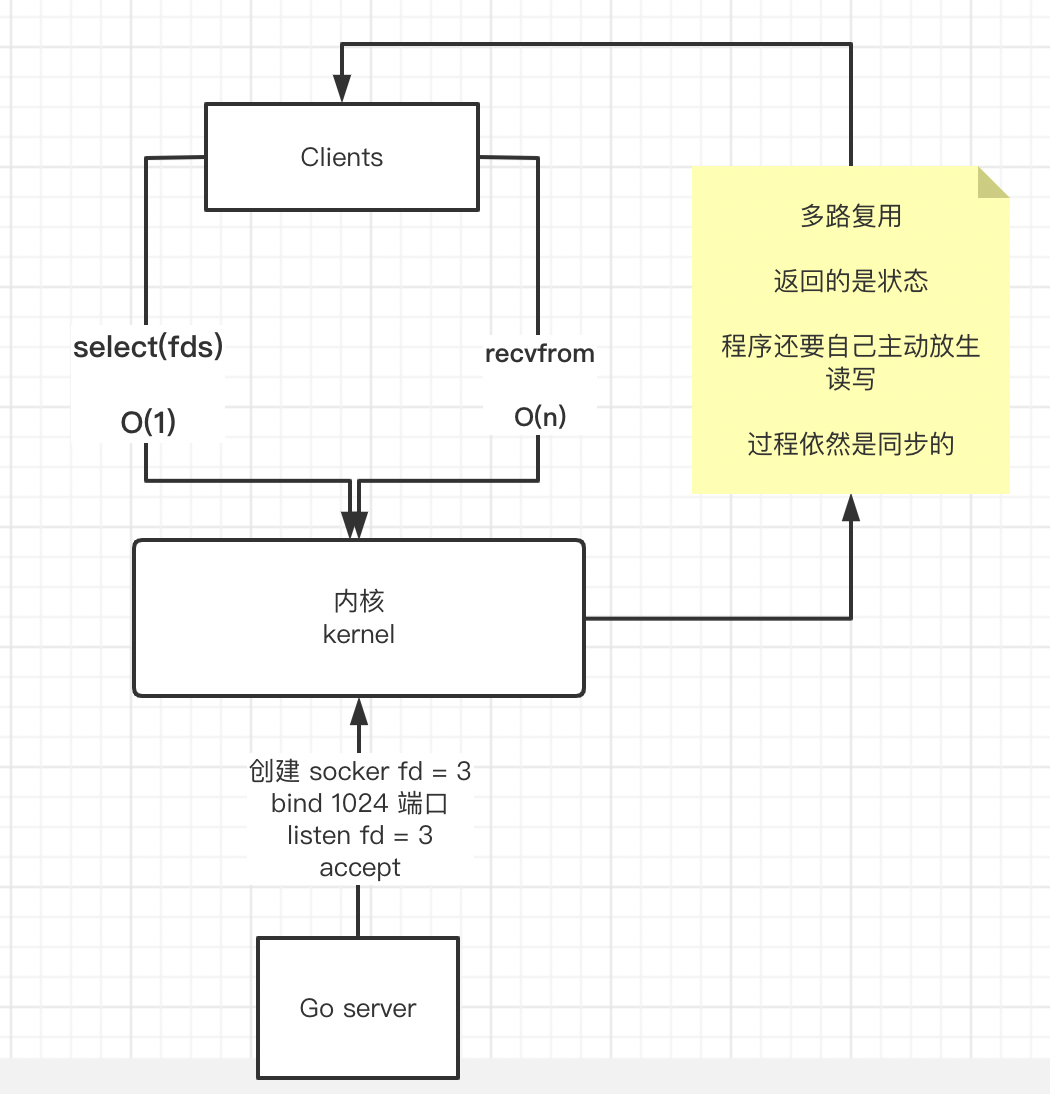 Clients
select(fds)
O(1)
recvfrom
O(n)
多路复用
返回的是状态
程序还要自己主动放生
读写
过程依然是同步的
内核
kernel
创建 socker fd = 3
bind 1024 端口
listen fd = 3
accept
Go server